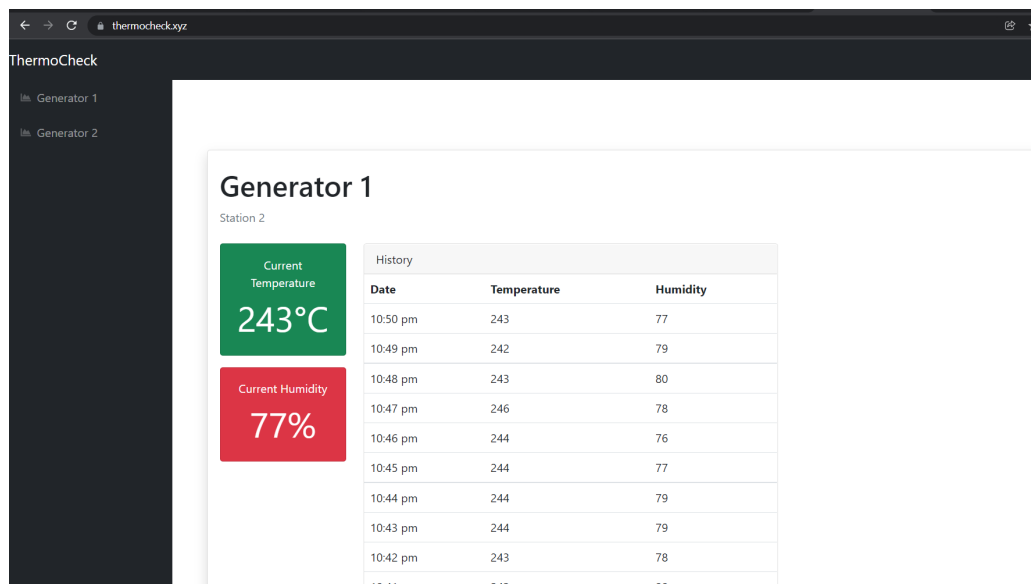 thermocheck.xyz
ThermoCheck
Generator 1
Generator 2
Generator 1
Station 2
Current
Temperature
243°C
Current Humidity
77%
History
Date Temperature Humidity
10:50 pm 243 77
10:49 pm 242 79
10:48 pm 243 80
10:47 pm 246 78
10:46 pm 244 76
10:45 pm 244 77
10:44 pm 244 79
10:43 pm 244 79
10:42 pm 243 78